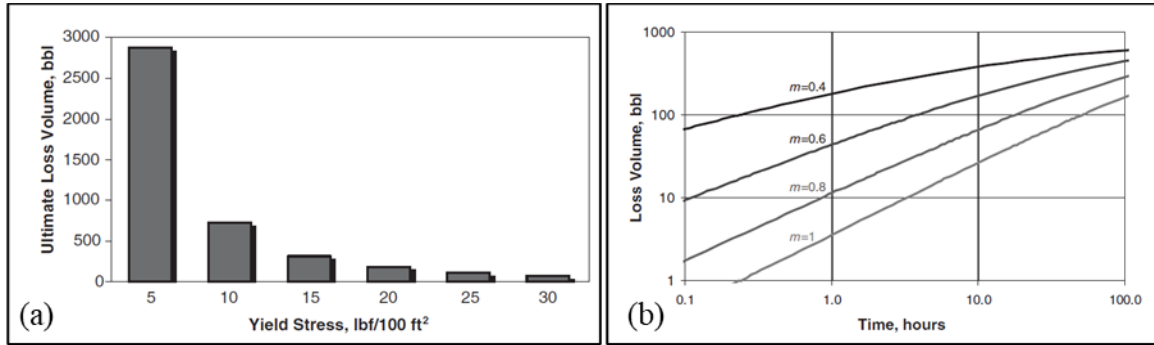 3000
2500
2000
1500
1000
500
0
Ultimate Loss Volume, bbl
5 10 15 20 25 30
Yield Stress, lbf/100 ft²
(a)
1000
100
10
1
Loss Volume, bbl
m=0.4
m=0.6
m=0.8
m=1
0.1 1.0 10.0 100.0
Time, hours
(b)